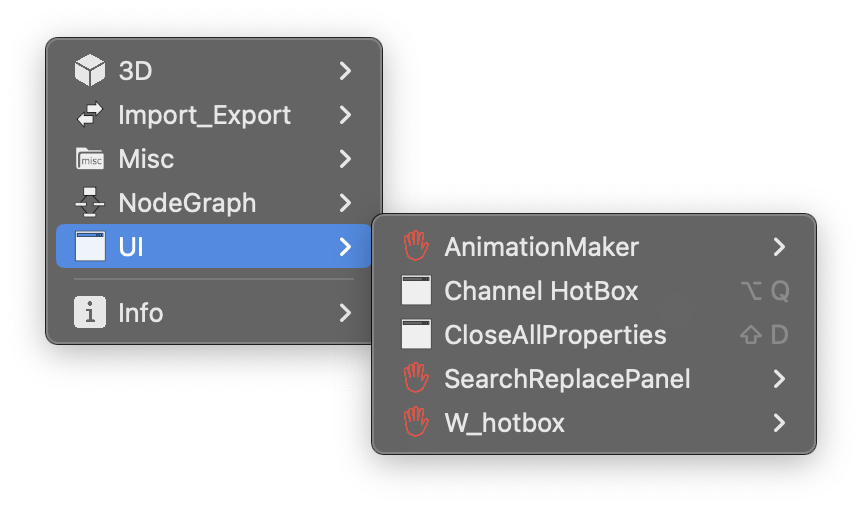 3D
Import_Export
misc Misc
NodeGraph
UI
Info
AnimationMaker
Channel HotBox ⌥ Q
CloseAllProperties ⇧ D
SearchReplacePanel
W_hotbox